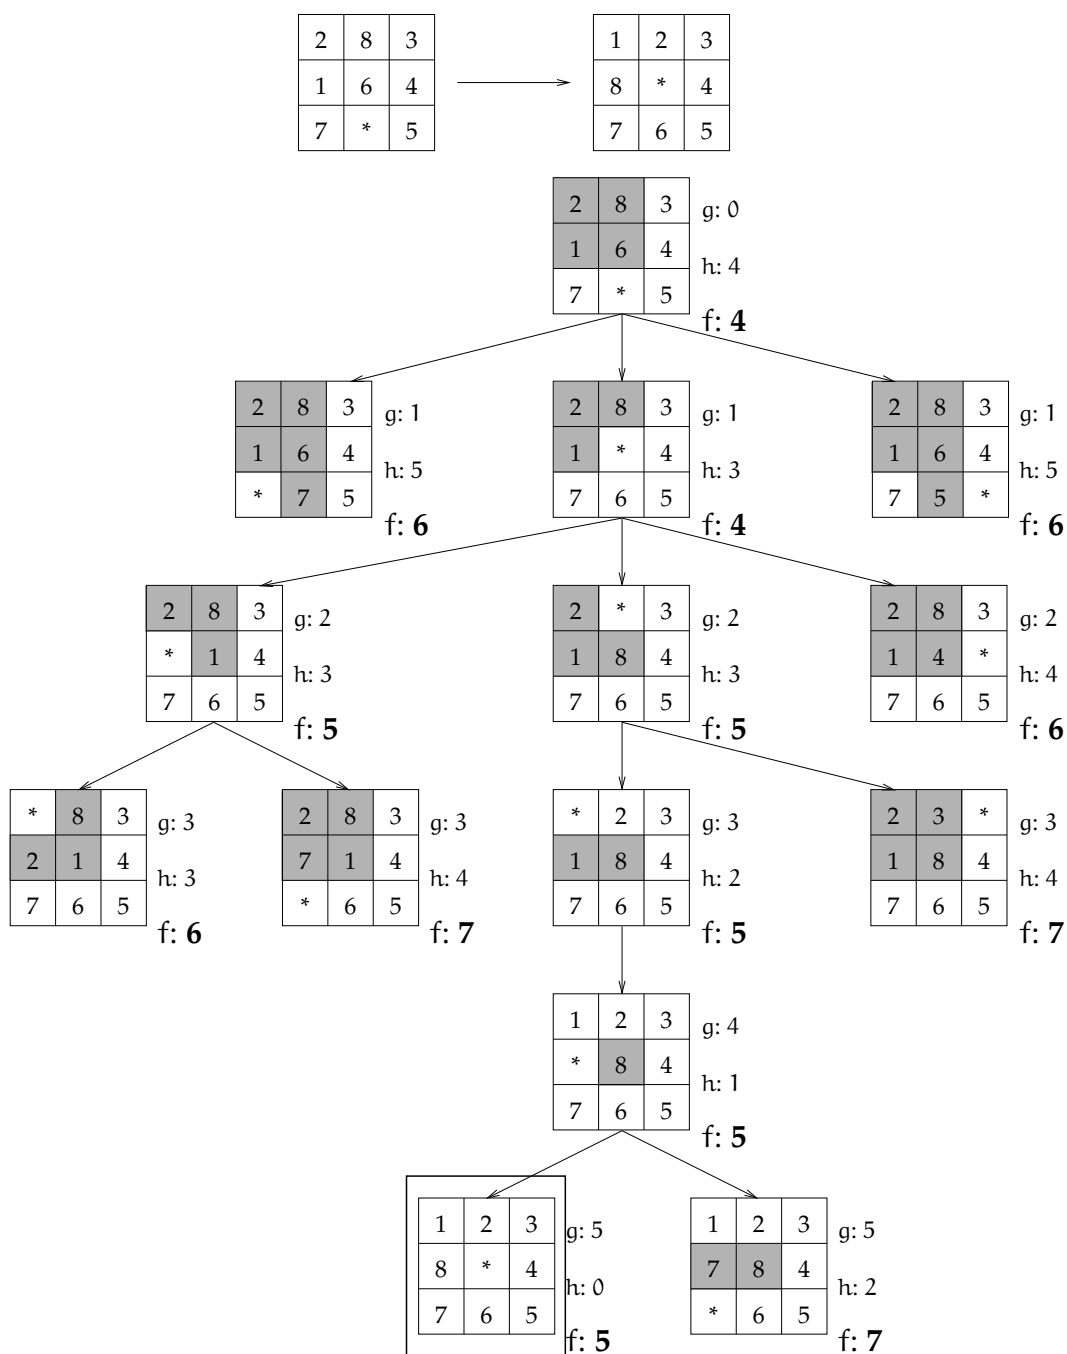 2 8 3
1 6 4
7 * 5
1 2 3
8 * 4
7 6 5
2 8 3
1 6 4
7 * 5
g: 0
h: 4
f: 4
2 8 3
1 6 4
* 7 5
g: 1
h: 5
f: 6
2 8 3
1 * 4
7 6 5
g: 1
h: 3
f: 4
2 8 3
1 6 4
7 5 *
g: 1
h: 5
f: 6
2 8 3
* 1 4
7 6 5
g: 2
h: 3
f: 5
2 * 3
1 8 4
7 6 5
g: 2
h: 3
f: 5
2 8 3
1 4 *
7 6 5
g: 2
h: 4
f: 6
* 8 3
2 1 4
7 6 5
g: 3
h: 3
f: 6
2 8 3
7 1 4
* 6 5
g: 3
h: 4
f: 7
* 2 3
1 8 4
7 6 5
g: 3
h: 2
f: 5
2 3 *
1 8 4
7 6 5
g: 3
h: 4
f: 7
1 2 3
* 8 4
7 6 5
g: 4
h: 1
f: 5
1 2 3
8 * 4
7 6 5
g: 5
h: 0
f: 5
1 2 3
7 8 4
* 6 5
g: 5
h: 2
f: 7